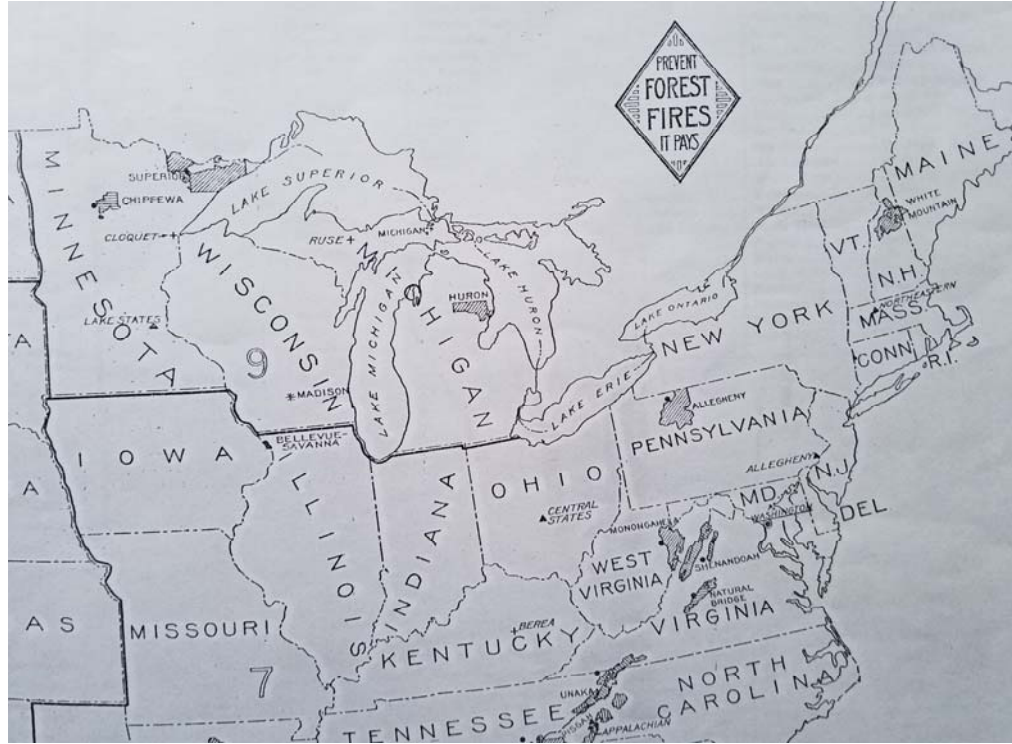 PREVENT
FOREST
FIRES
IT PAYS
MAINE
MINNESOTA
SUPERIOR
CHIPPEWA
LAKE SUPERIOR
WHITE
MOUNTAIN
CLOQUET
RUSE
MICHIGAN
VT.
WISCONSIN
MICHIGAN
LAKE HURON
N.H.
HURON
LAKE ONTARIO
NORTHEASTERN
LAKE STATES
LAKE MICHIGAN
NEW YORK
MASS.
CONN
R.I.
9
MADISON
LAKE ERIE
ALLEGHENY
BELLEVUE-
SAVANNA
PENNSYLVANIA
IOWA
A
ALLEGHENY
N.J.
OHIO
ILLINOIS
INDIANA
MD.
CENTRAL
STATES
WASHINGTON
DEL
MONONGAHELA
WEST
VIRGINIA
SHENANDOAH
NATURAL
BRIDGE
VIRGINIA
AS
MISSOURI
BEREA
KENTUCKY
7
UNAKA
NORTH
CAROLINA
TENNESSEE
PISGAH
APPALACHIAN